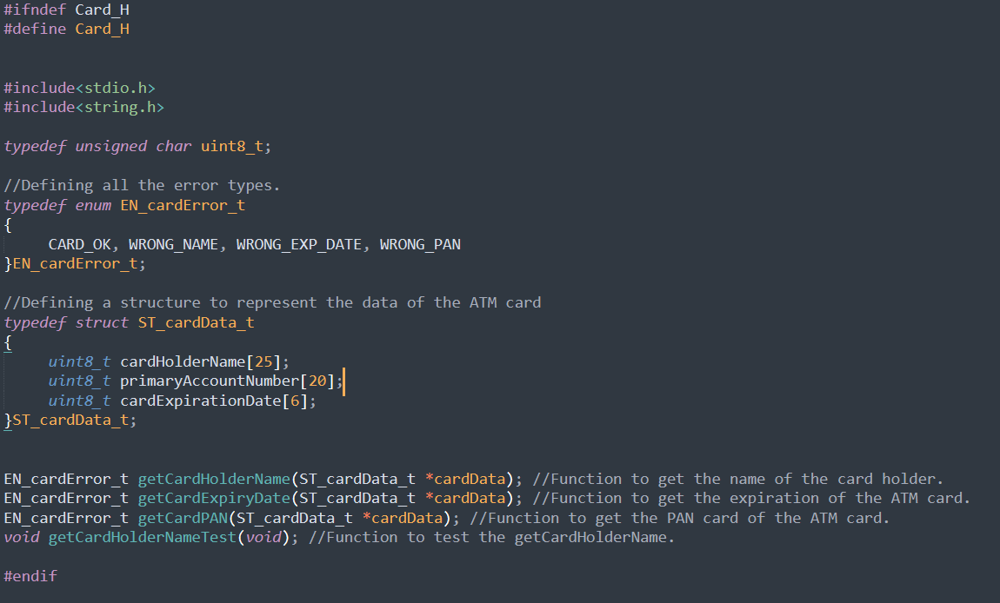 #ifndef Card_H
#define Card_H
#include<stdio.h>
#include<string.h>
typedef unsigned char uint8_t;
//Defining all the error types.
typedef enum EN_cardError_t
{
CARD_OK, WRONG_NAME, WRONG_EXP_DATE, WRONG_PAN
}EN_cardError_t;
//Defining a structure to represent the data of the ATM card
typedef struct ST_cardData_t
{
uint8_t cardHolderName[25];
uint8_t primaryAccountNumber[20];
uint8_t cardExpirationDate[6];
}ST_cardData_t;
EN_cardError_t getCardHolderName(ST_cardData_t *cardData); //Function to get the name of the card holder.
EN_cardError_t getCardExpiryDate(ST_cardData_t *cardData); //Function to get the expiration of the ATM card.
EN_cardError_t getCardPAN(ST_cardData_t *cardData); //Function to get the PAN card of the ATM card.
void getCardHolderNameTest(void); //Function to test the getCardHolderName.
#endif